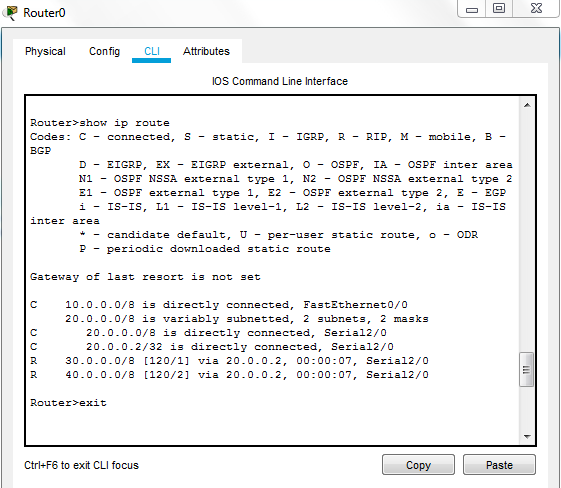 Router0
Physical Config CLI Attributes
IOS Command Line Interface
Router>show ip route
Codes: C - connected, S - static, I - IGRP, R - RIP, M - mobile, B -
BGP
       D - EIGRP, EX - EIGRP external, O - OSPF, IA - OSPF inter area
       N1 - OSPF NSSA external type 1, N2 - OSPF NSSA external type 2
       E1 - OSPF external type 1, E2 - OSPF external type 2, E - EGP
       i - IS-IS, L1 - IS-IS level-1, L2 - IS-IS level-2, ia - IS-IS
inter area
       * - candidate default, U - per-user static route, o - ODR
       P - periodic downloaded static route
Gateway of last resort is not set
C    10.0.0.0/8 is directly connected, FastEthernet0/0
     20.0.0.0/8 is variably subnetted, 2 subnets, 2 masks
C       20.0.0.0/8 is directly connected, Serial2/0
C       20.0.0.2/32 is directly connected, Serial2/0
R    30.0.0.0/8 [120/1] via 20.0.0.2, 00:00:07, Serial2/0
R    40.0.0.0/8 [120/2] via 20.0.0.2, 00:00:07, Serial2/0
Router>exit
Ctrl+F6 to exit CLI focus
Copy Paste